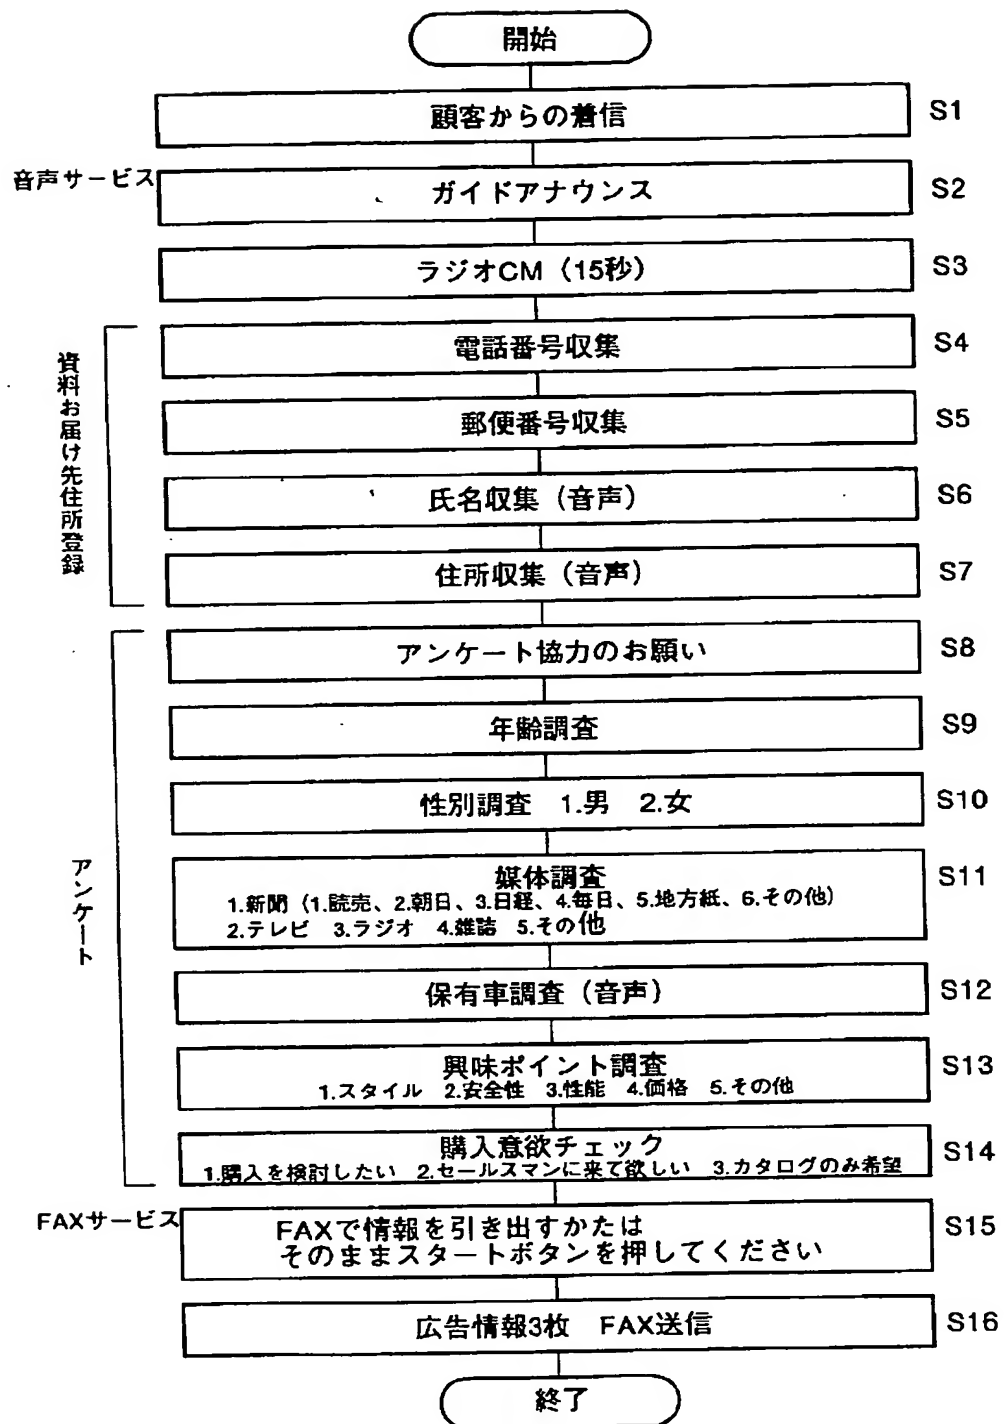 開始
顧客からの着信 S1
音声サービス
ガイドアナウンス S2
ラジオCM（15秒） S3
資料お届け先住所登録
電話番号収集 S4
郵便番号収集 S5
氏名収集（音声） S6
住所収集（音声） S7
アンケート
アンケート協力のお願い S8
年齢調査 S9
性別調査 1.男 2.女 S10
媒体調査 S11
1.新聞（1.読売、2.朝日、3.日経、4.毎日、5.地方紙、6.その他）
2.テレビ 3.ラジオ 4.雑誌 5.その他
保有車調査（音声） S12
興味ポイント調査 S13
1.スタイル 2.安全性 3.性能 4.価格 5.その他
購入意欲チェック S14
1.購入を検討したい 2.セールスマンに来て欲しい 3.カタログのみ希望
FAXサービス
FAXで情報を引き出すかたは S15
そのままスタートボタンを押してください
広告情報3枚 FAX送信 S16
終了